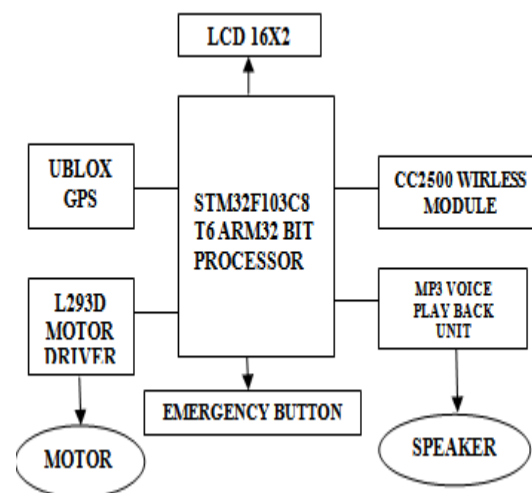 LCD 16X2
UBLOX
GPS
STM32F103C8
T6 ARM32 BIT
PROCESSOR
CC2500 WIRLESS
MODULE
L293D
MOTOR
DRIVER
MP3 VOICE
PLAY BACK
UNIT
EMERGENCY BUTTON
MOTOR
SPEAKER